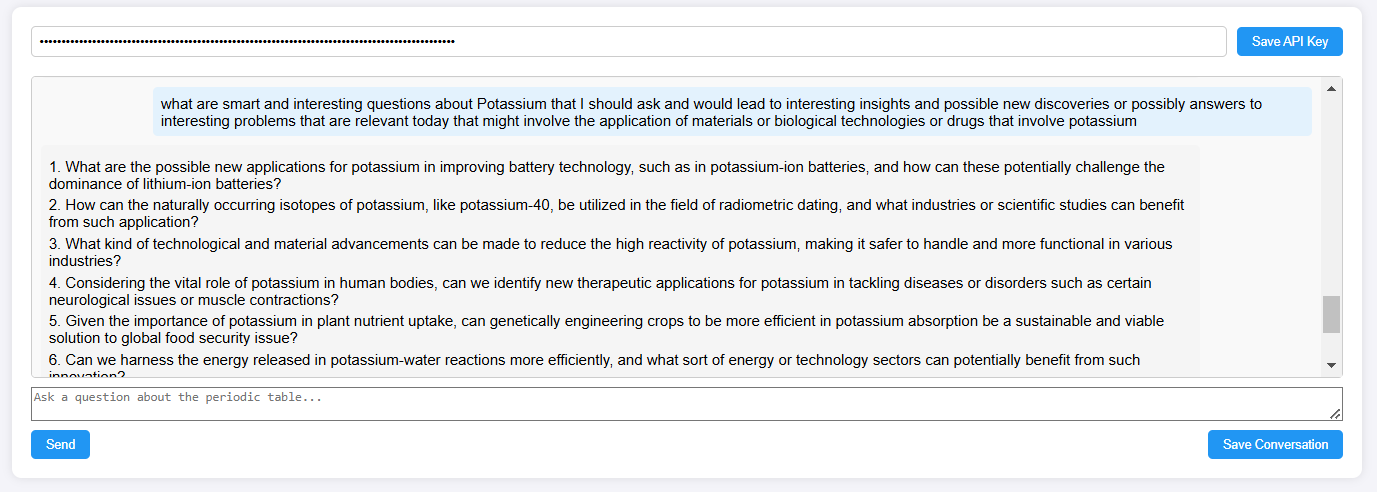 Save API Key
what are smart and interesting questions about Potassium that I should ask and would lead to interesting insights and possible new discoveries or possibly answers to
interesting problems that are relevant today that might involve the application of materials or biological technologies or drugs that involve potassium
1. What are the possible new applications for potassium in improving battery technology, such as in potassium-ion batteries, and how can these potentially challenge the
dominance of lithium-ion batteries?
2. How can the naturally occurring isotopes of potassium, like potassium-40, be utilized in the field of radiometric dating, and what industries or scientific studies can benefit
from such application?
3. What kind of technological and material advancements can be made to reduce the high reactivity of potassium, making it safer to handle and more functional in various
industries?
4. Considering the vital role of potassium in human bodies, can we identify new therapeutic applications for potassium in tackling diseases or disorders such as certain
neurological issues or muscle contractions?
5. Given the importance of potassium in plant nutrient uptake, can genetically engineering crops to be more efficient in potassium absorption be a sustainable and viable
solution to global food security issue?
6. Can we harness the energy released in potassium-water reactions more efficiently, and what sort of energy or technology sectors can potentially benefit from such
innovation?
Ask a question about the periodic table...
Send
Save Conversation